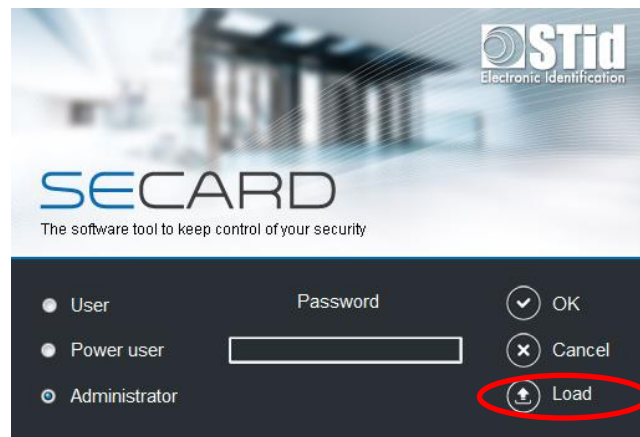 STid
Electronic Identification
SECARD
The software tool to keep control of your security
User
Password
OK
Power user
Cancel
Administrator
Load